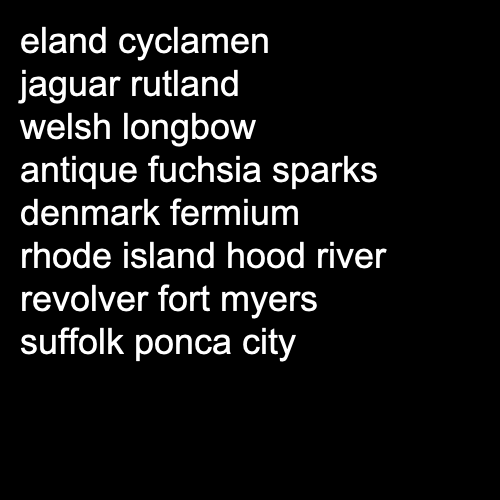 eland cyclamen
jaguar rutland
welsh longbow
antique fuchsia sparks
denmark fermium
rhode island hood river
revolver fort myers
suffolk ponca city